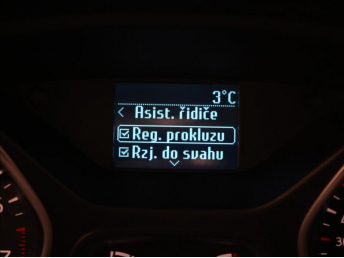 3°C
< Asist. řidiče
Reg. prokluzu
Rzj. do svahu